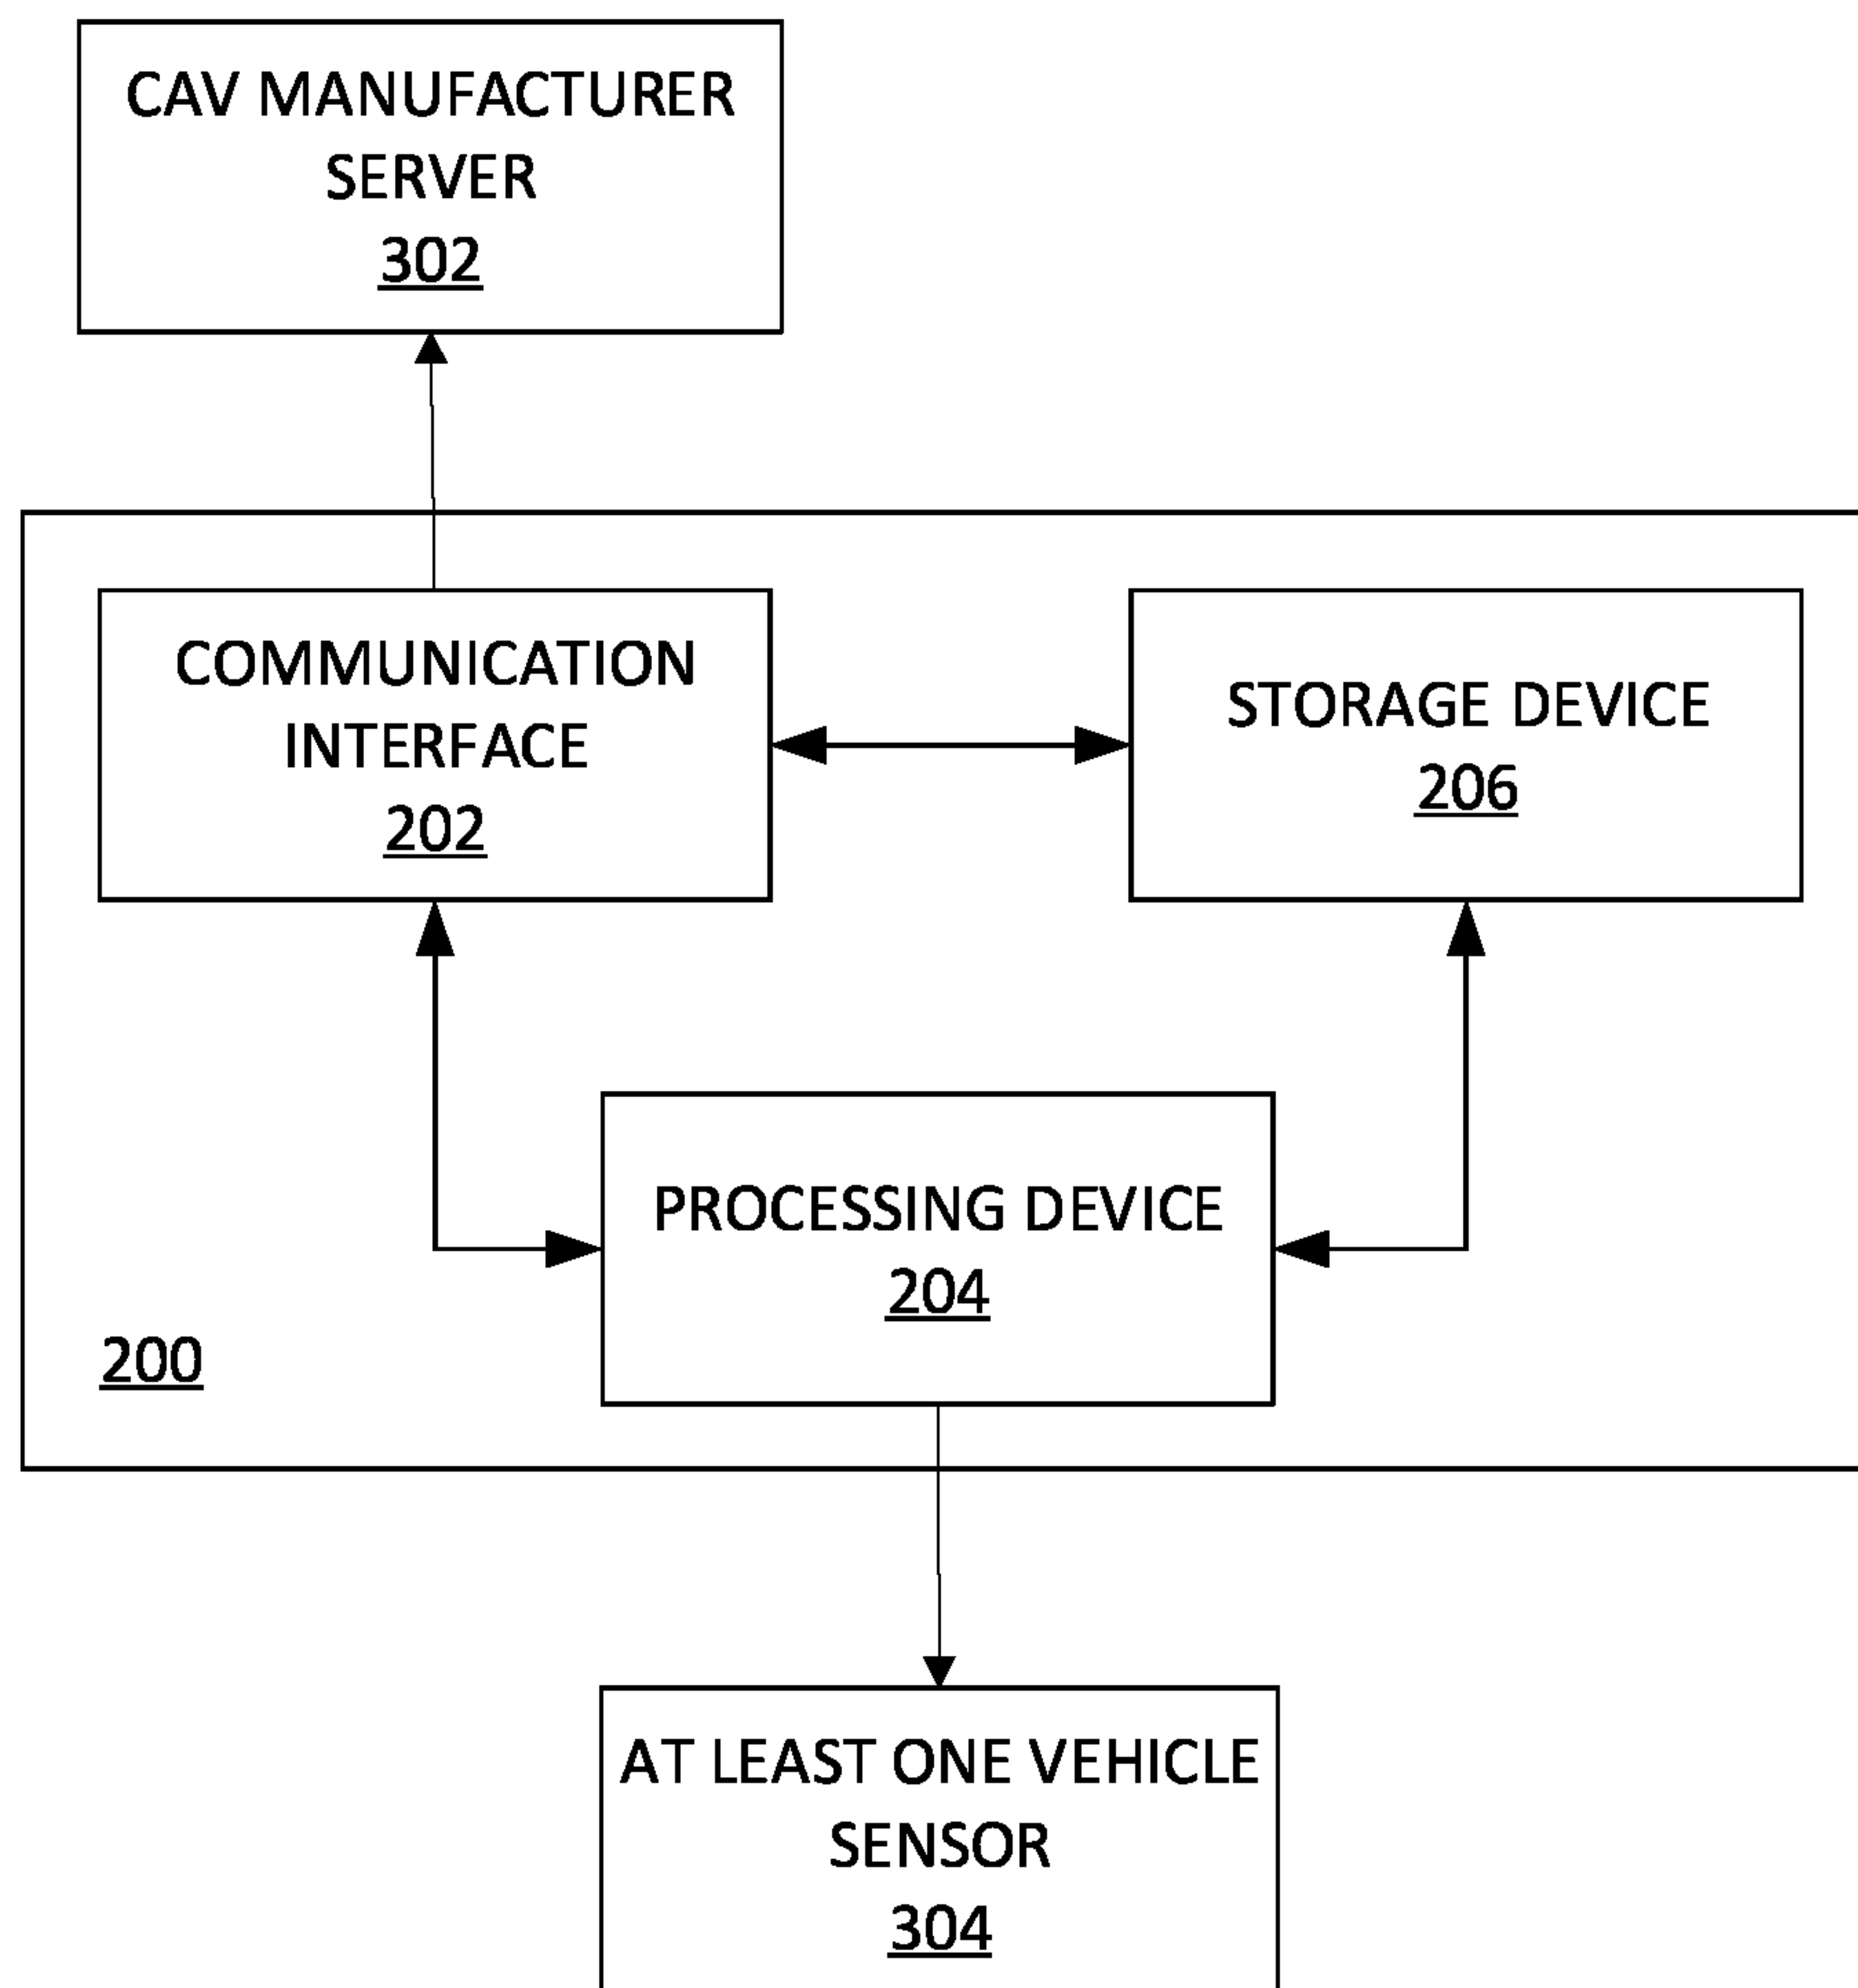 CAV MANUFACTURER
SERVER
302
COMMUNICATION
INTERFACE
202
STORAGE DEVICE
206
PROCESSING DEVICE
204
200
AT LEAST ONE VEHICLE
SENSOR
304